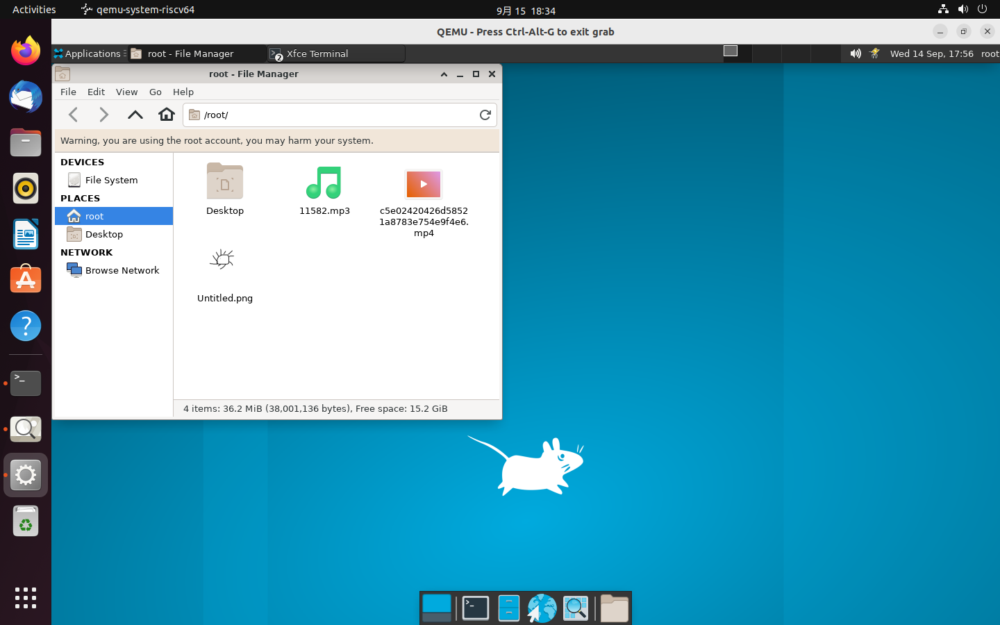 Activities
qemu-system-riscv64
9月 15 18:34
QEMU - Press Ctrl-Alt-G to exit grab
Applications
root - File Manager
2
Xfce Terminal
Wed 14 Sep, 17:56
root
root - File Manager
File Edit View Go Help
/root/
Warning, you are using the root account, you may harm your system.
DEVICES
File System
PLACES
root
Desktop
NETWORK
Browse Network
Desktop
11582.mp3
c5e02420426d5852
1a8783e754e9f4e6.
mp4
Untitled.png
4 items: 36.2 MiB (38,001,136 bytes), Free space: 15.2 GiB